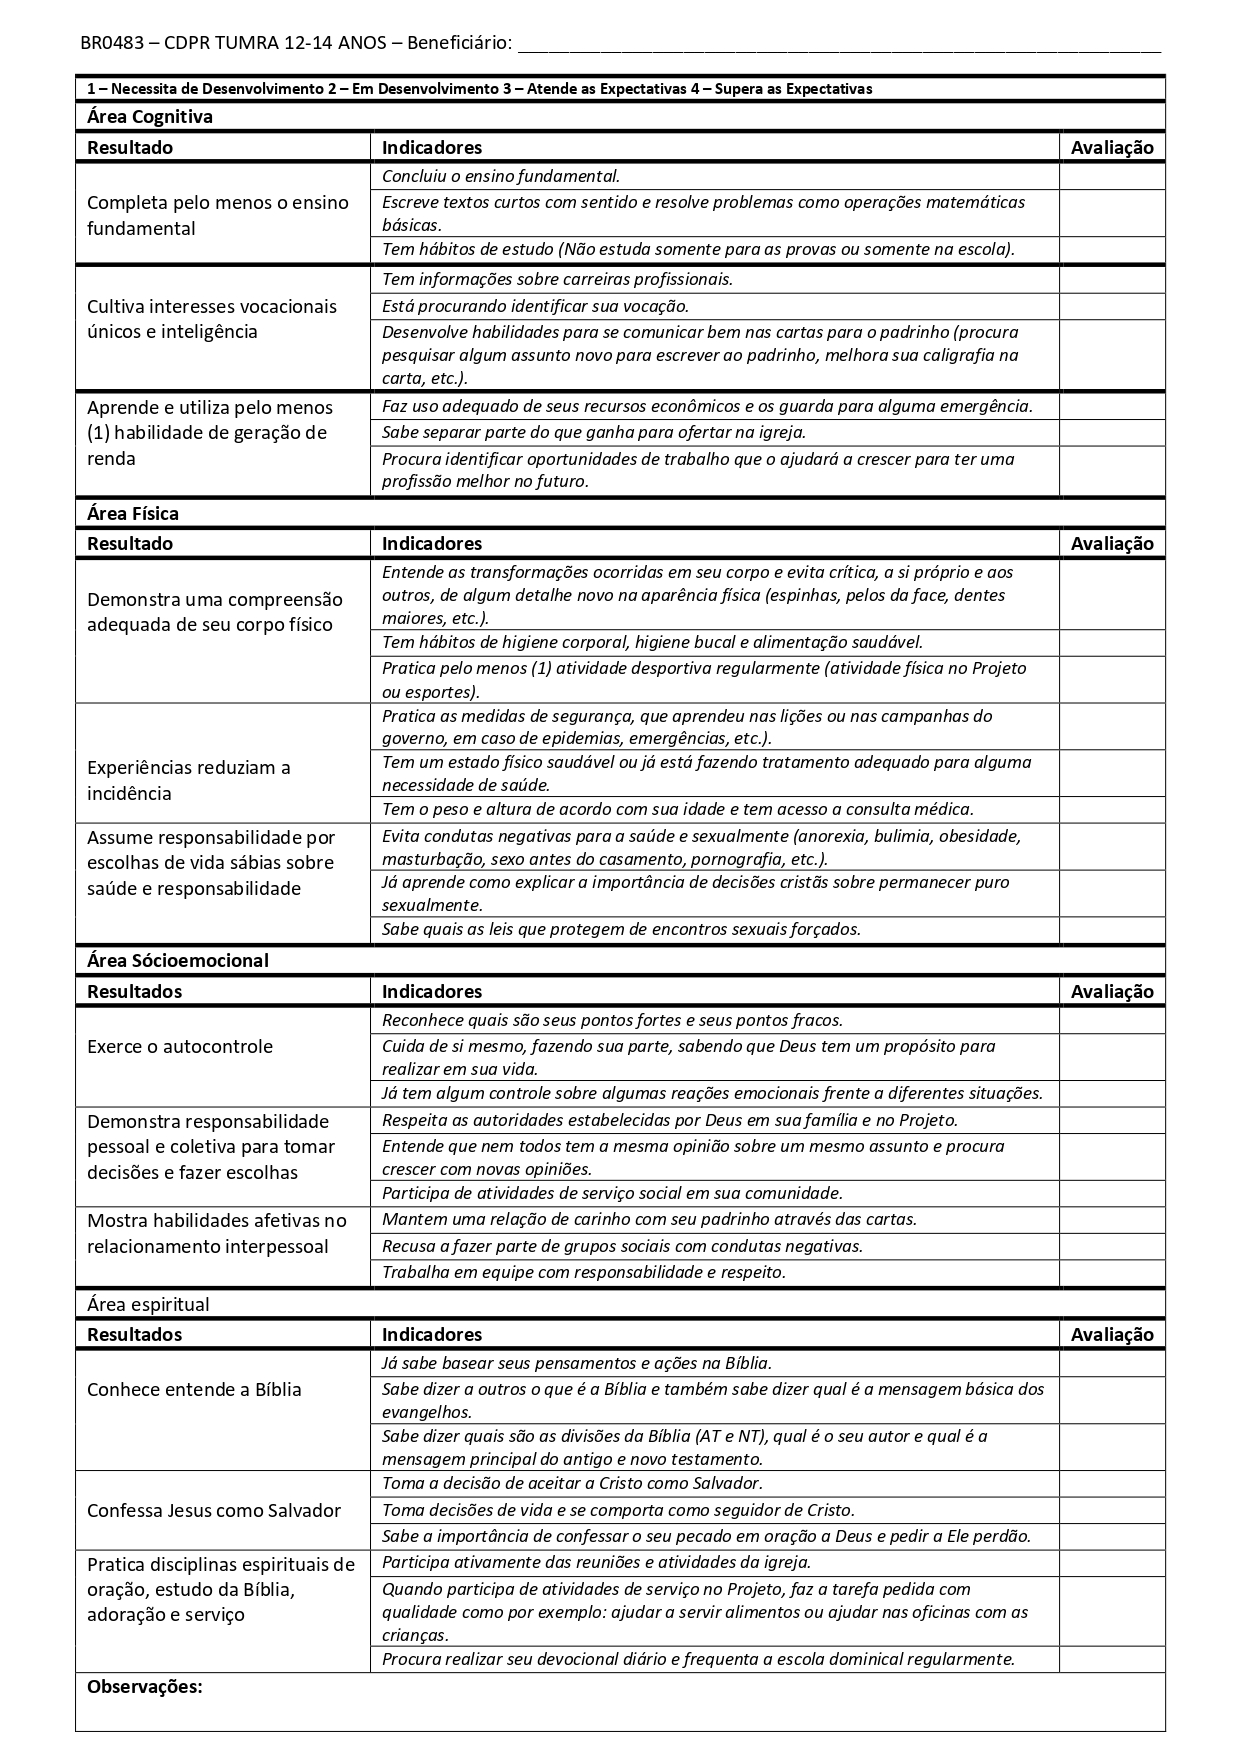 BR0483 – CDPR TUMRA 12-14 ANOS – Beneficiário: _______________________________________________________________
1 – Necessita de Desenvolvimento 2 – Em Desenvolvimento 3 – Atende as Expectativas 4 – Supera as Expectativas
Área Cognitiva
Resultado Indicadores Avaliação
Completa pelo menos o ensino
fundamental
Concluiu o ensino fundamental.
Escreve textos curtos com sentido e resolve problemas como operações matemáticas
básicas.
Tem hábitos de estudo (Não estuda somente para as provas ou somente na escola).
Cultiva interesses vocacionais
únicos e inteligência
Tem informações sobre carreiras profissionais.
Está procurando identificar sua vocação.
Desenvolve habilidades para se comunicar bem nas cartas para o padrinho (procura
pesquisar algum assunto novo para escrever ao padrinho, melhora sua caligrafia na
carta, etc.).
Aprende e utiliza pelo menos
(1) habilidade de geração de
renda
Faz uso adequado de seus recursos econômicos e os guarda para alguma emergência.
Sabe separar parte do que ganha para ofertar na igreja.
Procura identificar oportunidades de trabalho que o ajudará a crescer para ter uma
profissão melhor no futuro.
Área Física
Resultado Indicadores Avaliação
Demonstra uma compreensão
adequada de seu corpo físico
Entende as transformações ocorridas em seu corpo e evita crítica, a si próprio e aos
outros, de algum detalhe novo na aparência física (espinhas, pelos da face, dentes
maiores, etc.).
Tem hábitos de higiene corporal, higiene bucal e alimentação saudável.
Pratica pelo menos (1) atividade desportiva regularmente (atividade física no Projeto
ou esportes).
Experiências reduziam a
incidência
Pratica as medidas de segurança, que aprendeu nas lições ou nas campanhas do
governo, em caso de epidemias, emergências, etc.).
Tem um estado físico saudável ou já está fazendo tratamento adequado para alguma
necessidade de saúde.
Tem o peso e altura de acordo com sua idade e tem acesso a consulta médica.
Assume responsabilidade por
escolhas de vida sábias sobre
saúde e responsabilidade
Evita condutas negativas para a saúde e sexualmente (anorexia, bulimia, obesidade,
masturbação, sexo antes do casamento, pornografia, etc.).
Já aprende como explicar a importância de decisões cristãs sobre permanecer puro
sexualmente.
Sabe quais as leis que protegem de encontros sexuais forçados.
Área Sócioemocional
Resultados Indicadores Avaliação
Exerce o autocontrole
Reconhece quais são seus pontos fortes e seus pontos fracos.
Cuida de si mesmo, fazendo sua parte, sabendo que Deus tem um propósito para
realizar em sua vida.
Já tem algum controle sobre algumas reações emocionais frente a diferentes situações.
Demonstra responsabilidade
pessoal e coletiva para tomar
decisões e fazer escolhas
Respeita as autoridades estabelecidas por Deus em sua família e no Projeto.
Entende que nem todos tem a mesma opinião sobre um mesmo assunto e procura
crescer com novas opiniões.
Participa de atividades de serviço social em sua comunidade.
Mostra habilidades afetivas no
relacionamento interpessoal
Mantem uma relação de carinho com seu padrinho através das cartas.
Recusa a fazer parte de grupos sociais com condutas negativas.
Trabalha em equipe com responsabilidade e respeito.
Área espiritual
Resultados Indicadores Avaliação
Conhece entende a Bíblia
Já sabe basear seus pensamentos e ações na Bíblia.
Sabe dizer a outros o que é a Bíblia e também sabe dizer qual é a mensagem básica dos
evangelhos.
Sabe dizer quais são as divisões da Bíblia (AT e NT), qual é o seu autor e qual é a
mensagem principal do antigo e novo testamento.
Confessa Jesus como Salvador
Toma a decisão de aceitar a Cristo como Salvador.
Toma decisões de vida e se comporta como seguidor de Cristo.
Sabe a importância de confessar o seu pecado em oração a Deus e pedir a Ele perdão.
Pratica disciplinas espirituais de
oração, estudo da Bíblia,
adoração e serviço
Participa ativamente das reuniões e atividades da igreja.
Quando participa de atividades de serviço no Projeto, faz a tarefa pedida com
qualidade como por exemplo: ajudar a servir alimentos ou ajudar nas oficinas com as
crianças.
Procura realizar seu devocional diário e frequenta a escola dominical regularmente.
Observações: